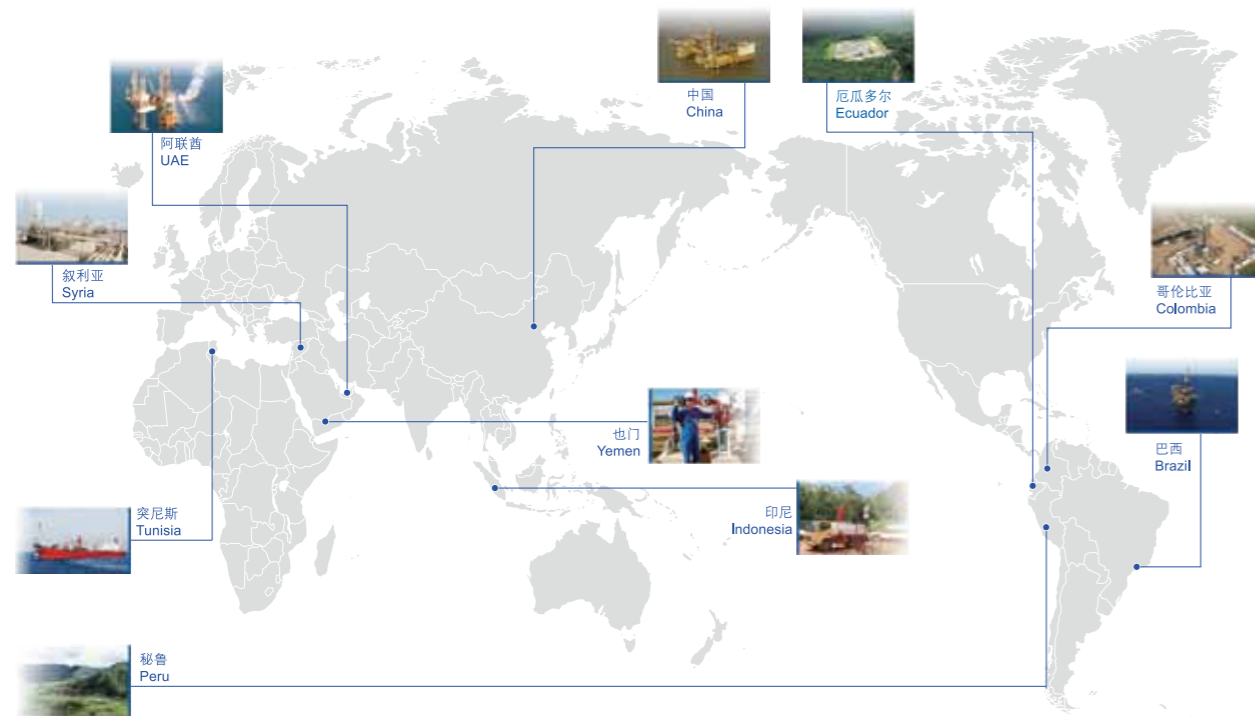 中国
China
厄瓜多尔
Ecuador
阿联酋
UAE
叙利亚
Syria
哥伦比亚
Colombia
也门
Yemen
巴西
Brazil
突尼斯
Tunisia
印尼
Indonesia
秘鲁
Peru